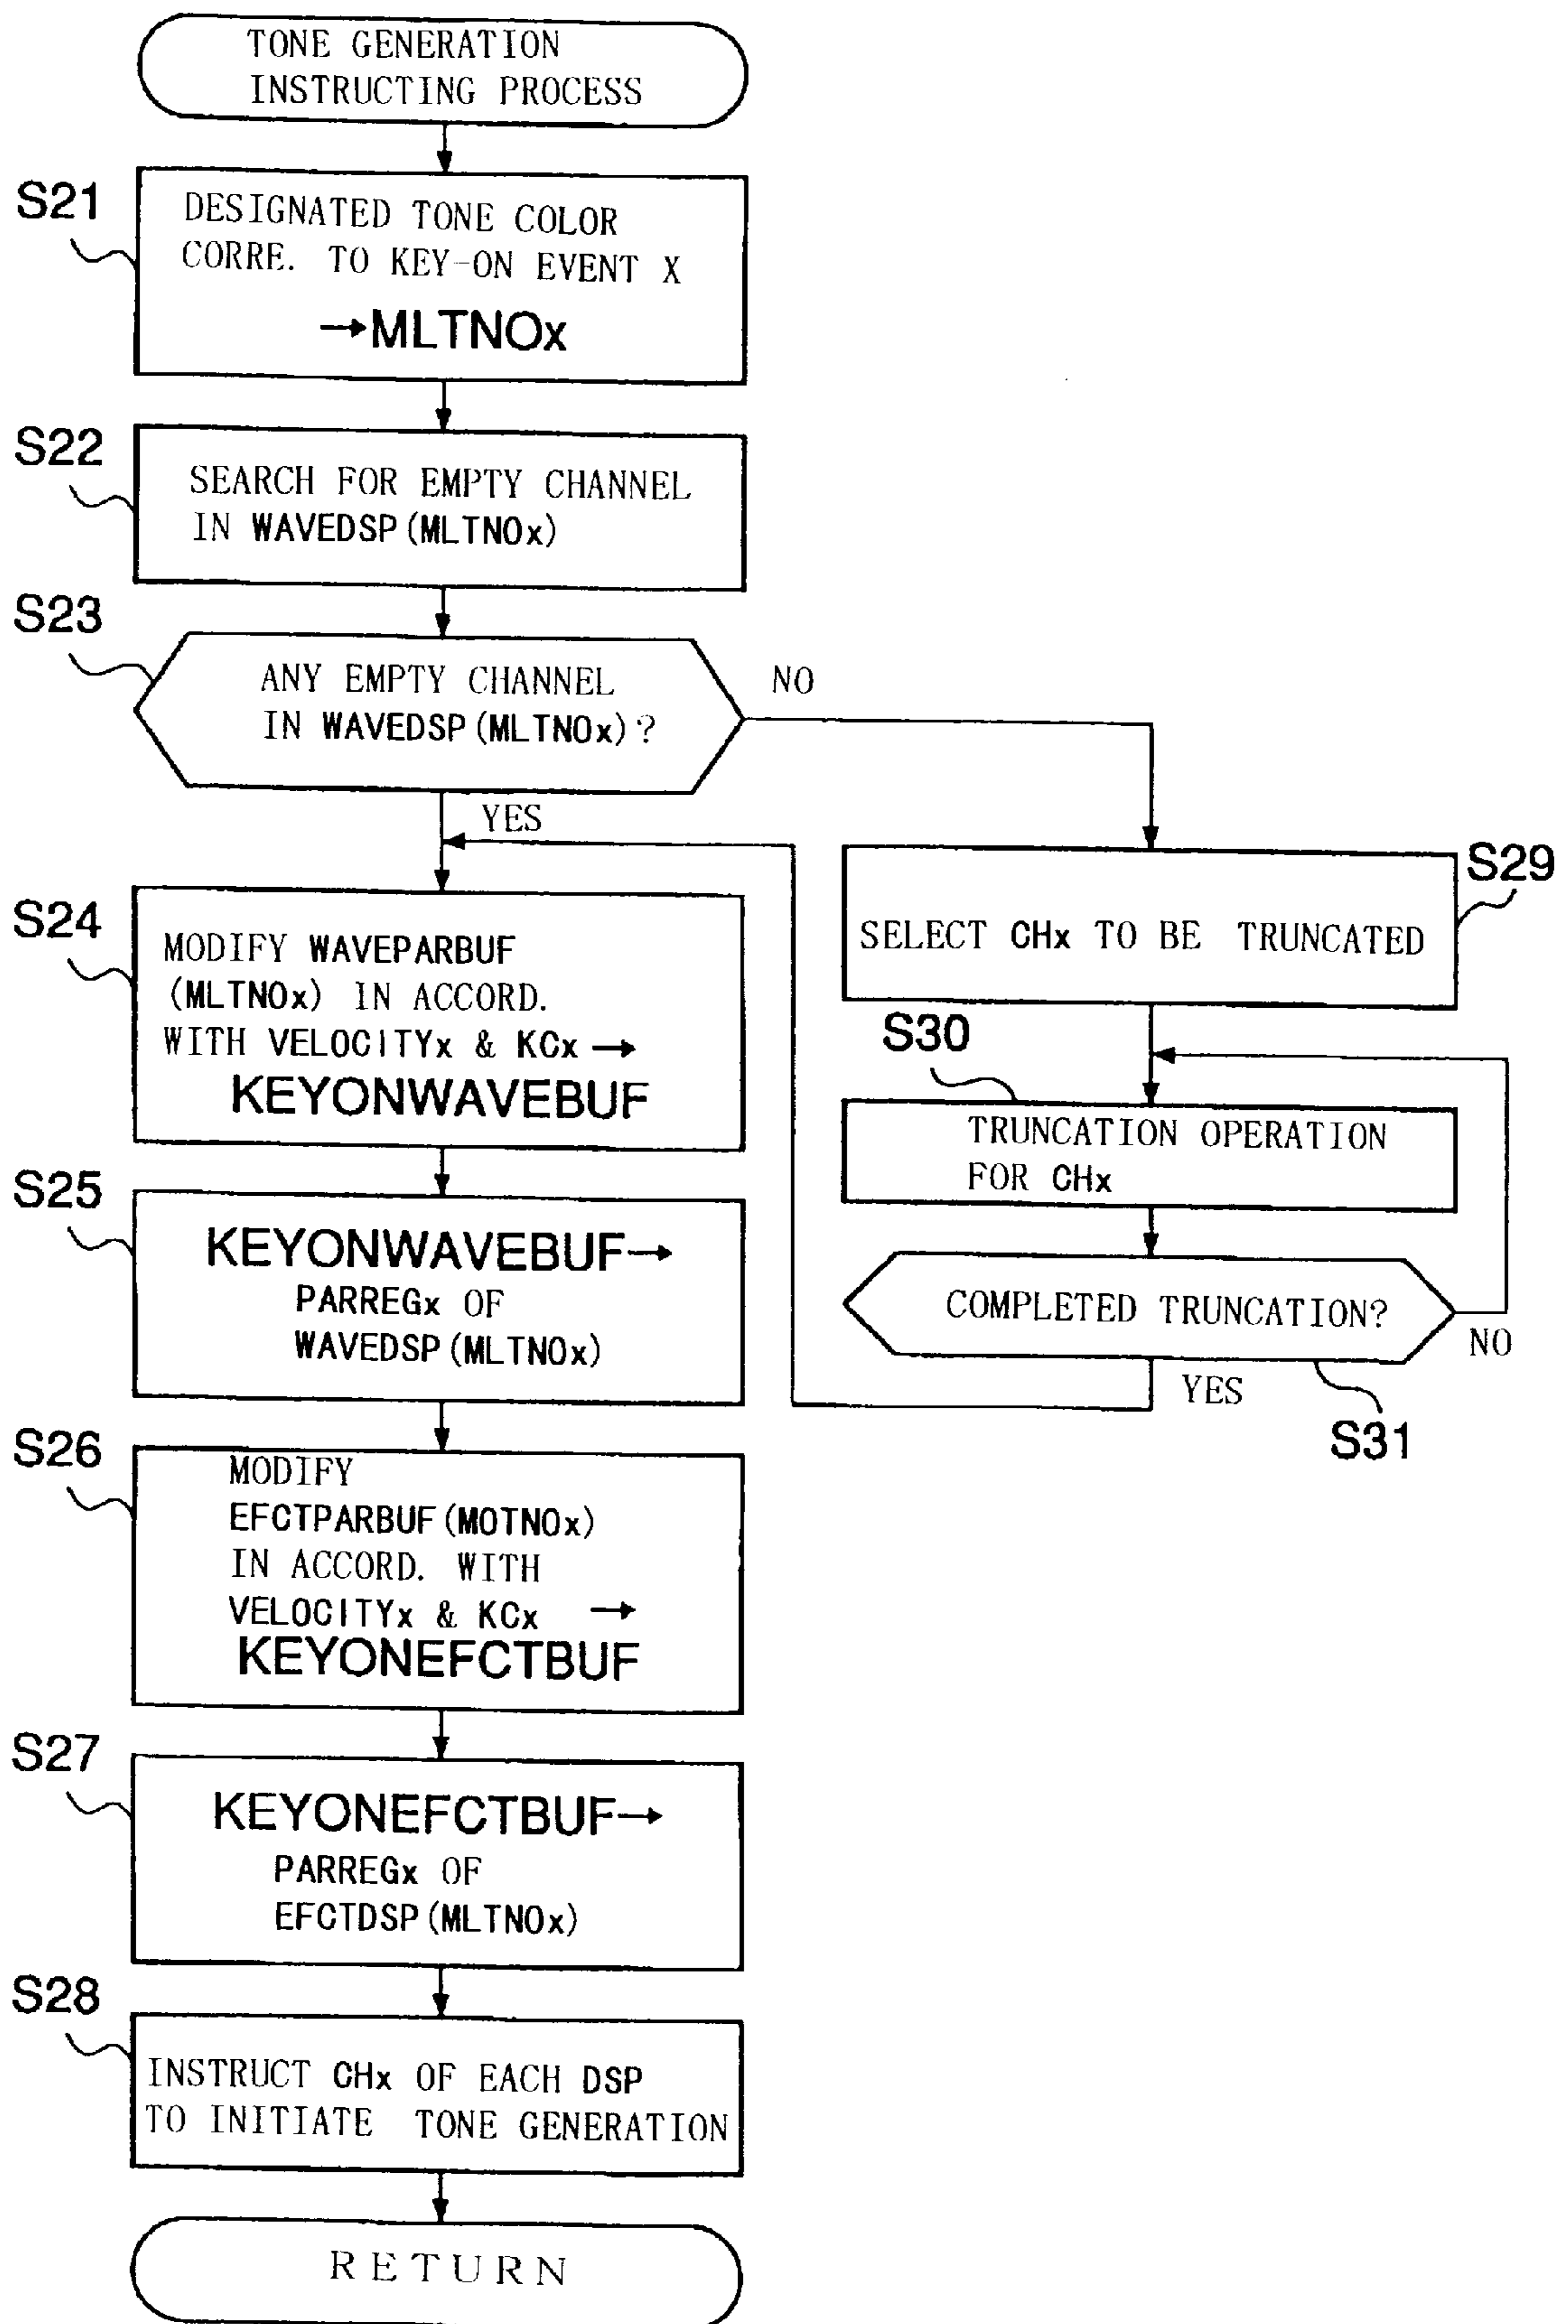 TONE GENERATION
INSTRUCTING PROCESS
S21
DESIGNATED TONE COLOR
CORRE. TO KEY-ON EVENT X
→MLTNOx
S22
SEARCH FOR EMPTY CHANNEL
IN WAVEDSP(MLTNOx)
S23
ANY EMPTY CHANNEL
IN WAVEDSP(MLTNOx)?
NO
YES
S24
MODIFY WAVEPARBUF
(MLTNOx) IN ACCORD.
WITH VELOCITYx & KCx →
KEYONWAVEBUF
S25
KEYONWAVEBUF→
PARREGx OF
WAVEDSP(MLTNOx)
S26
MODIFY
EFCTPARBUF(MOTNOx)
IN ACCORD. WITH
VELOCITYx & KCx →
KEYONEFCTBUF
S27
KEYONEFCTBUF→
PARREGx OF
EFCTDSP(MLTNOx)
S28
INSTRUCT CHx OF EACH DSP
TO INITIATE TONE GENERATION
RETURN
S29
SELECT CHx TO BE TRUNCATED
S30
TRUNCATION OPERATION
FOR CHx
COMPLETED TRUNCATION?
NO
YES
S31